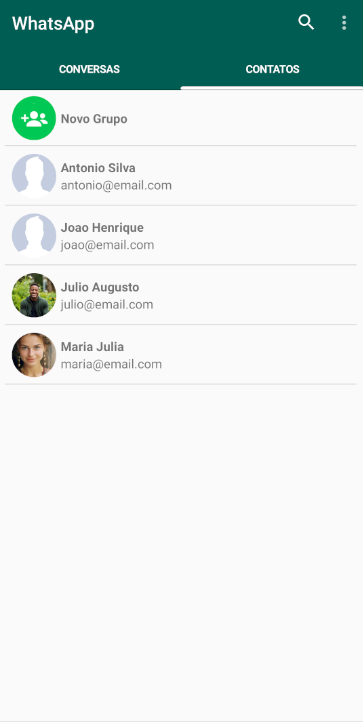 WhatsApp
CONVERSAS
CONTATOS
Novo Grupo
Antonio Silva
antonio@email.com
Joao Henrique
joao@email.com
Julio Augusto
julio@email.com
Maria Julia
maria@email.com